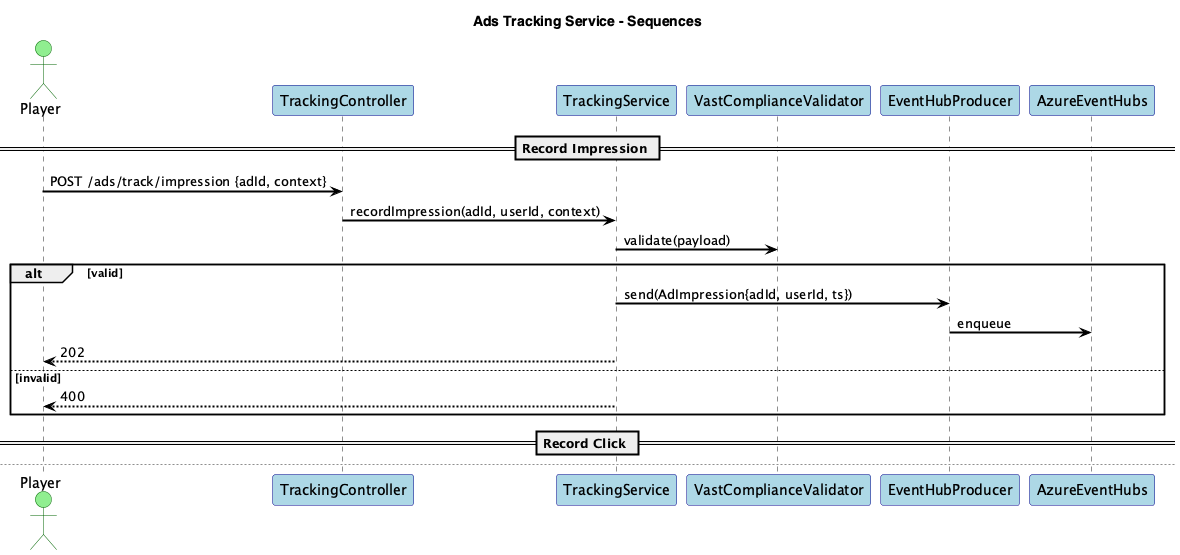 Ads Tracking Service - Sequences
Player
TrackingController
TrackingService
VastComplianceValidator
EventHubProducer
AzureEventHubs
Record Impression
POST /ads/track/impression {adId, context}
recordImpression(adId, userId, context)
validate(payload)
alt
[valid]
send(AdImpression{adId, userId, ts})
enqueue
202
[invalid]
400
Record Click
Player
TrackingController
TrackingService
VastComplianceValidator
EventHubProducer
AzureEventHubs